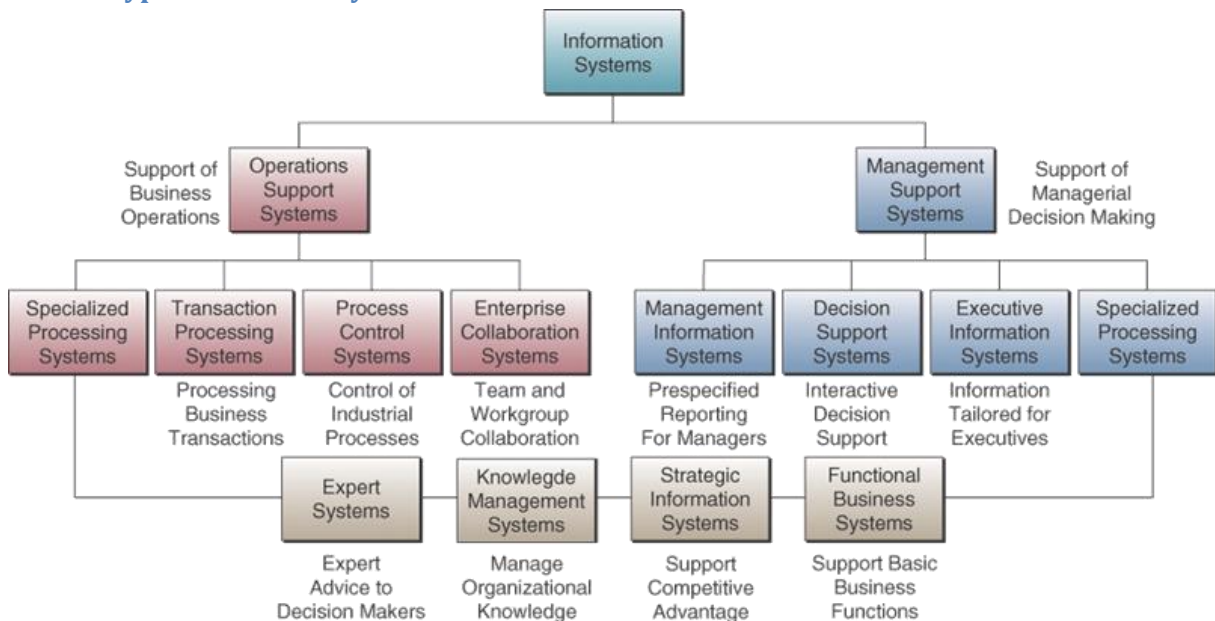 Information
Systems
Support of
Business
Operations
Operations
Support
Systems
Management
Support
Systems
Support of
Managerial
Decision Making
Specialized
Processing
Systems
Transaction
Processing
Systems
Process
Control
Systems
Enterprise
Collaboration
Systems
Management
Information
Systems
Decision
Support
Systems
Executive
Information
Systems
Specialized
Processing
Systems
Processing
Business
Transactions
Control of
Industrial
Processes
Team and
Workgroup
Collaboration
Prespecified
Reporting
For Managers
Interactive
Decision
Support
Information
Tailored for
Executives
Expert
Systems
Knowlegde
Management
Systems
Strategic
Information
Systems
Functional
Business
Systems
Expert
Advice to
Decision Makers
Manage
Organizational
Knowledge
Support
Competitive
Advantage
Support Basic
Business
Functions